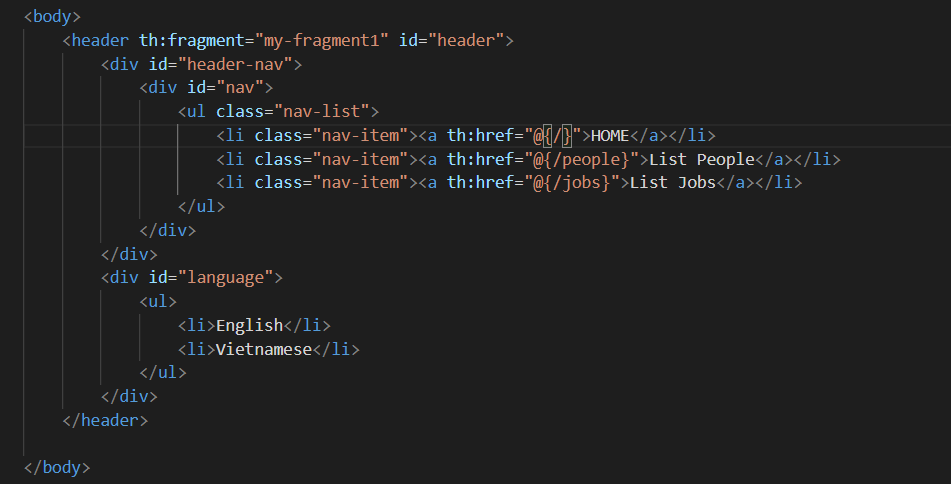 <body>
<header th:fragment="my-fragment1" id="header">
<div id="header-nav">
<div id="nav">
<ul class="nav-list">
<li class="nav-item"><a th:href="@{/}">HOME</a></li>
<li class="nav-item"><a th:href="@{/people}">List People</a></li>
<li class="nav-item"><a th:href="@{/jobs}">List Jobs</a></li>
</ul>
</div>
</div>
<div id="language">
<ul>
<li>English</li>
<li>Vietnamese</li>
</ul>
</div>
</header>
</body>